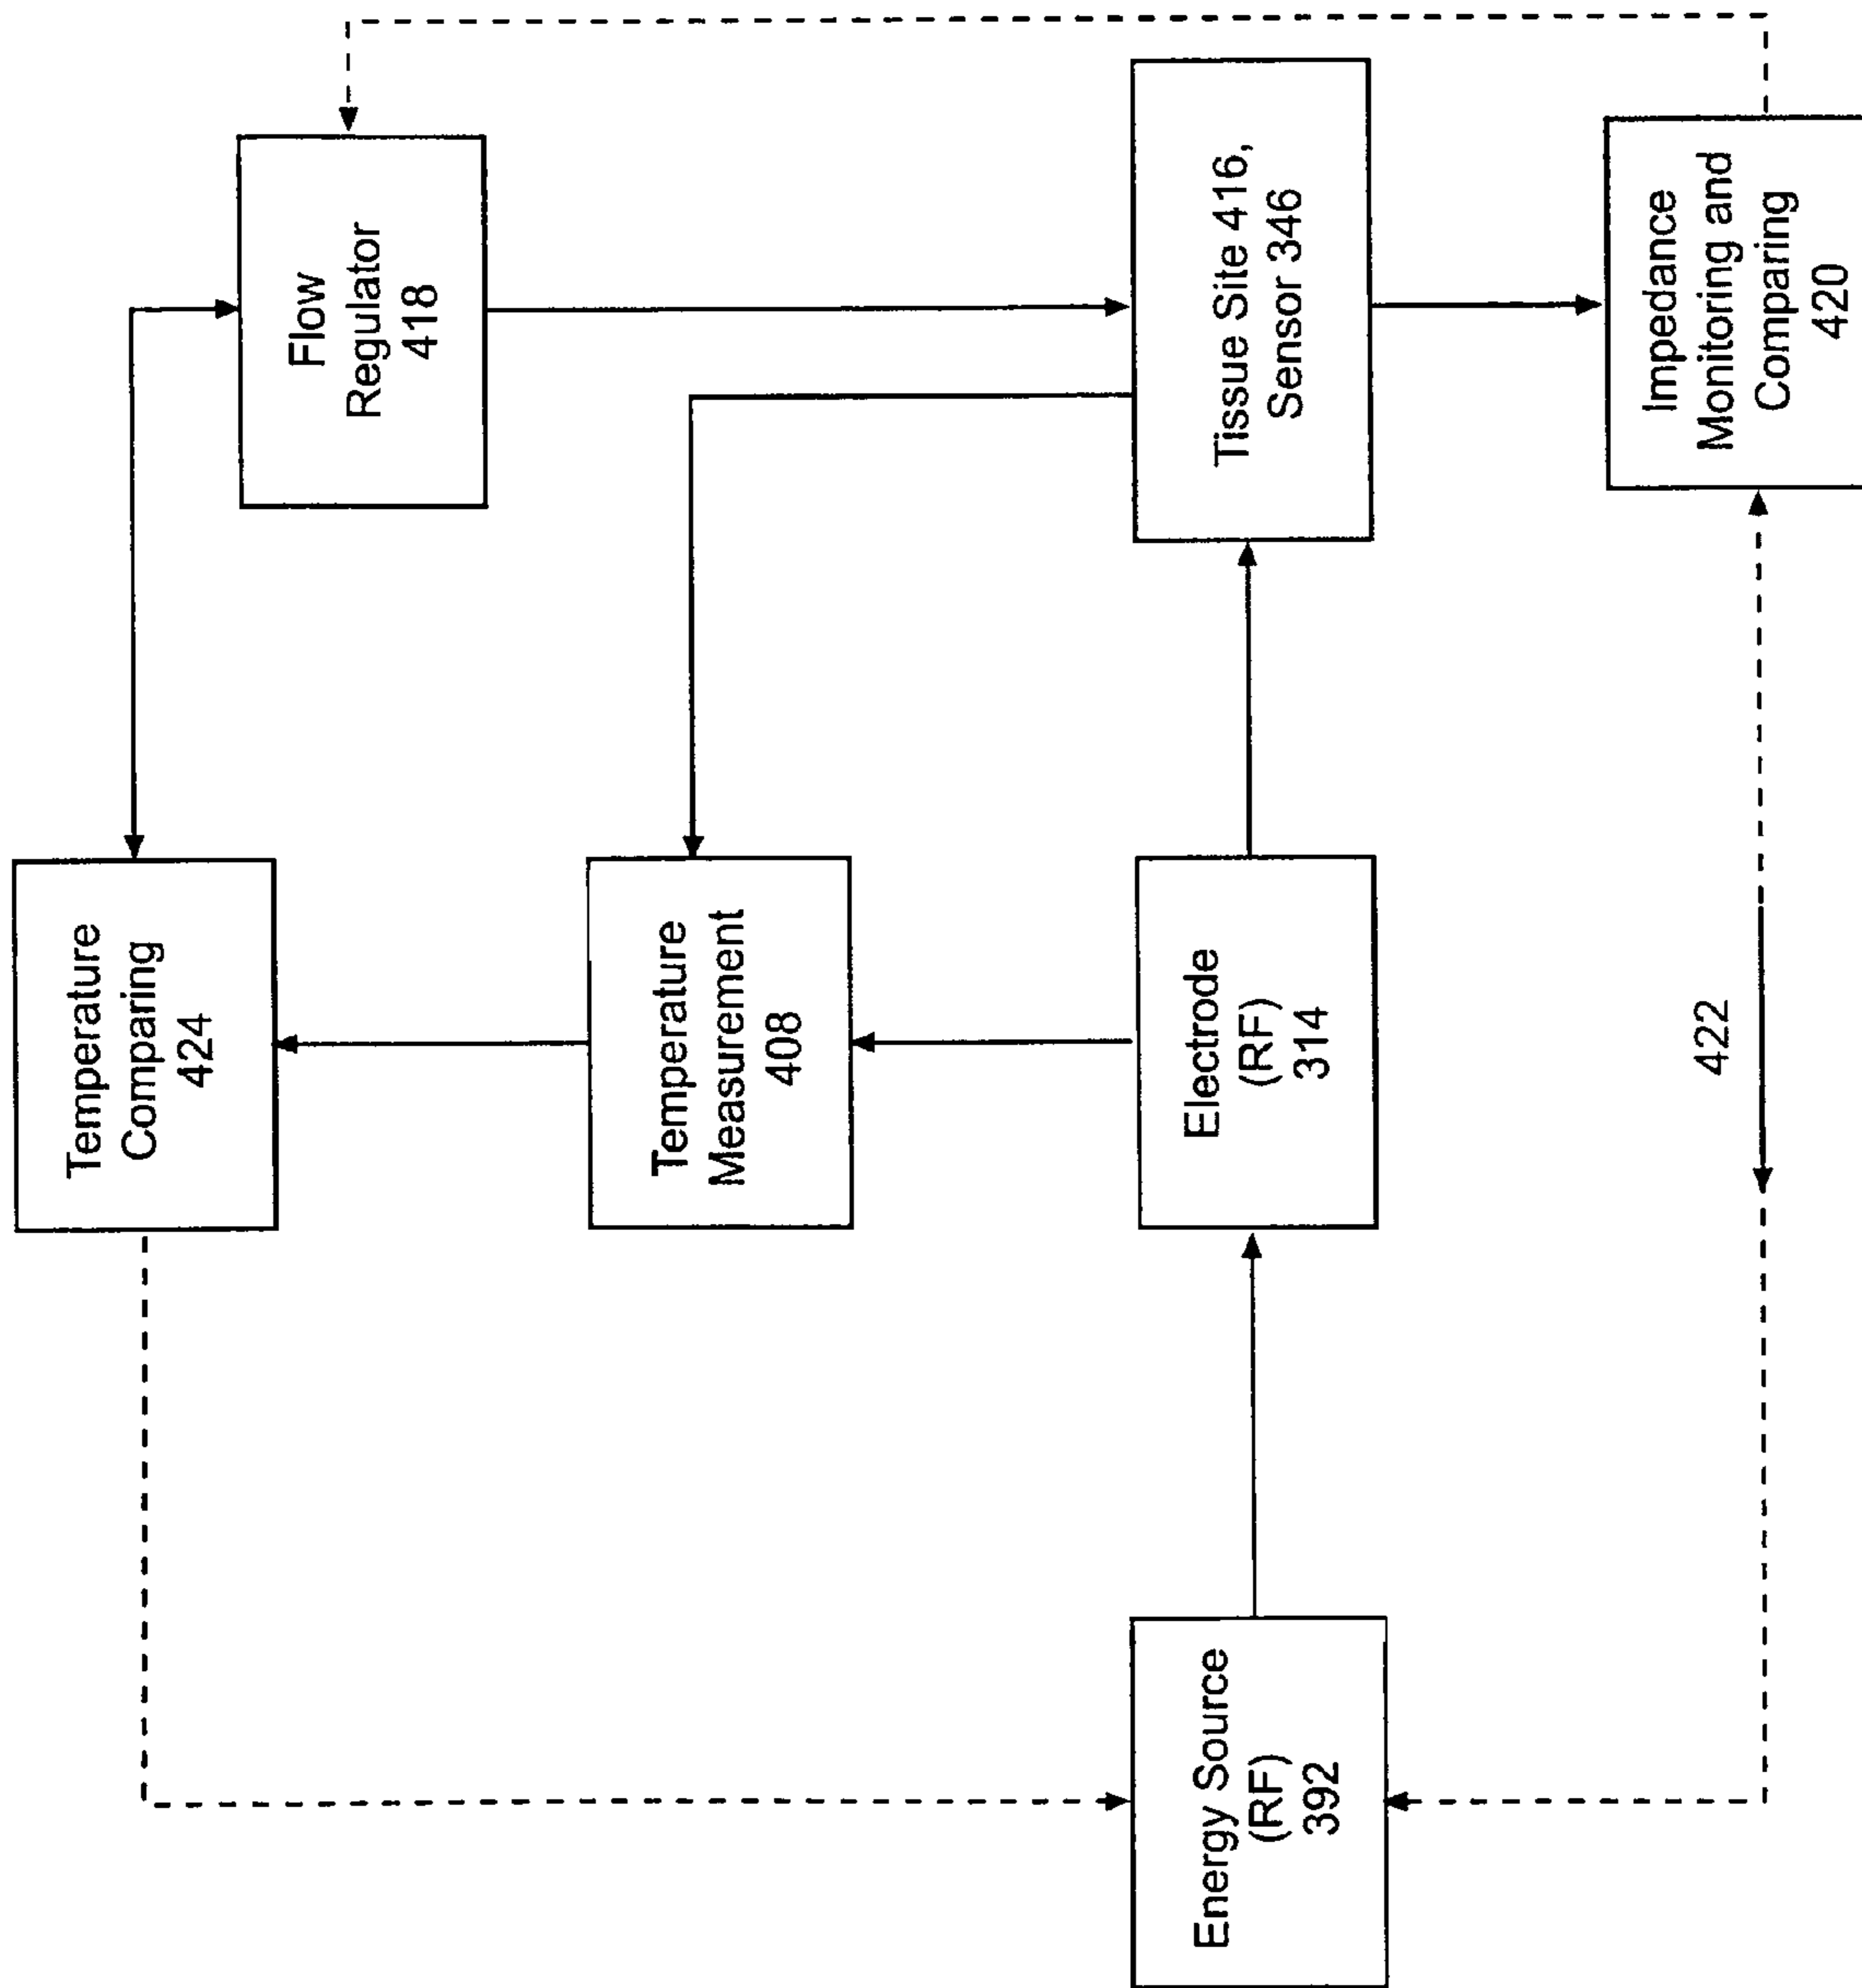 Temperature
Comparing
424
Flow
Regulator
418
Temperature
Measurement
408
Energy Source
(RF)
392
Electrode
(RF)
314
Tissue Site 416,
Sensor 346
422
Impedance
Monitoring and
Comparing
420